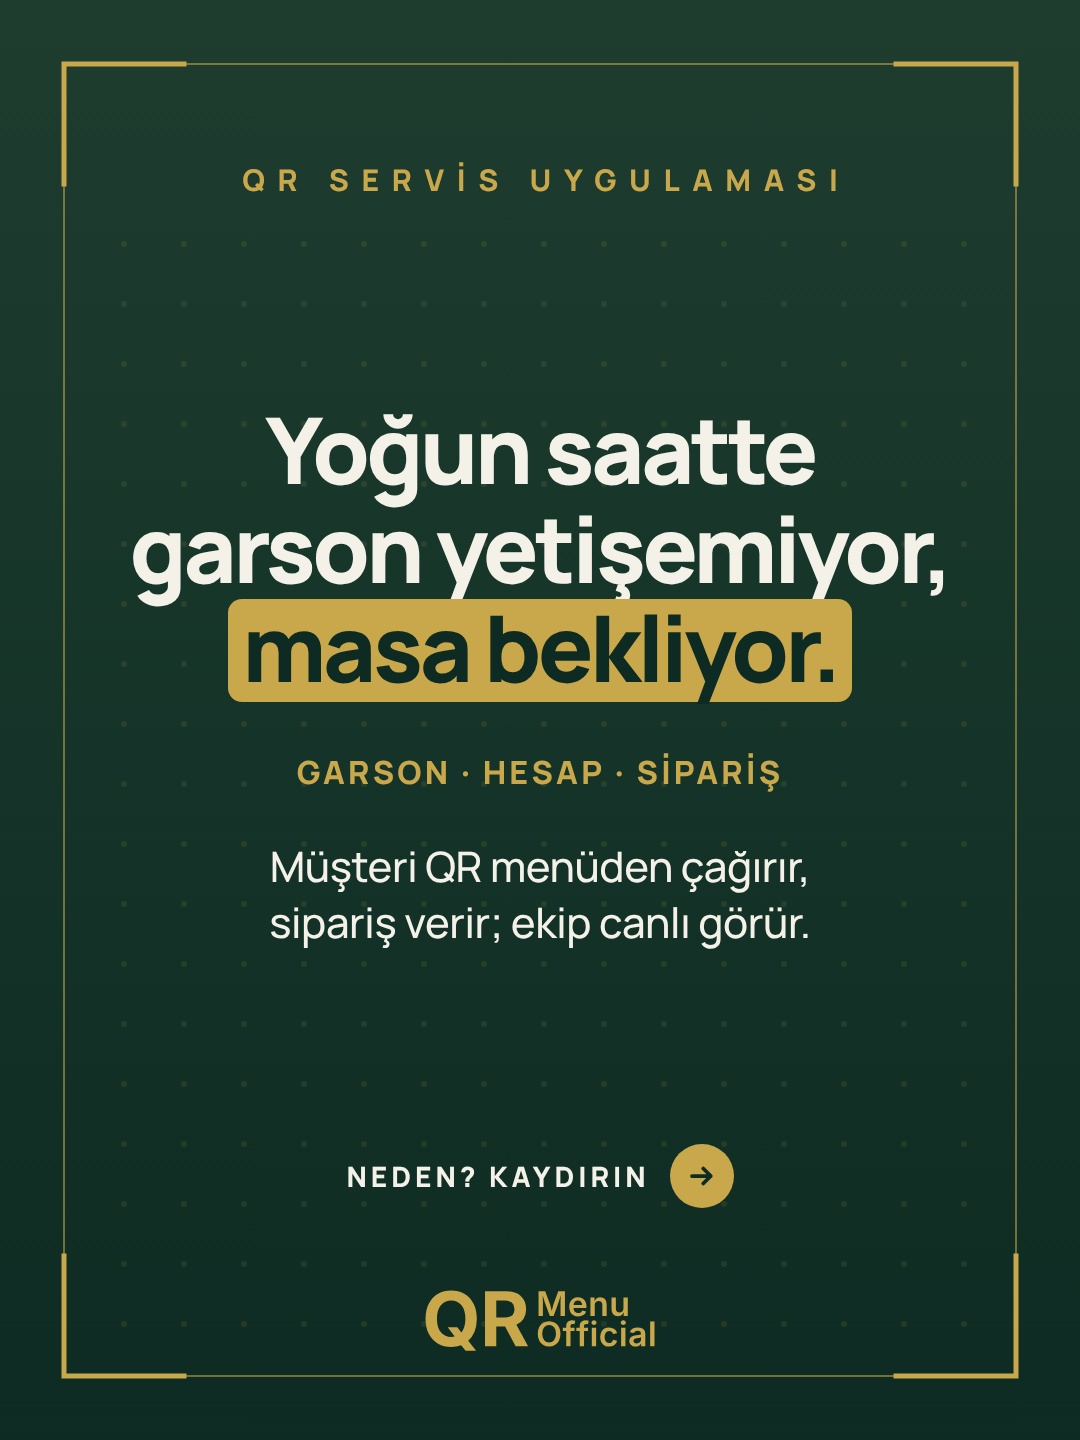 QR SERVİS UYGULAMASI
Yoğun saatte
garson yetişemiyor,
masa bekliyor.
GARSON · HESAP · SİPARİŞ
Müşteri QR menüden çağırır,
sipariş verir; ekip canlı görür.
NEDEN? KAYDIRIN
QR Menu
Official